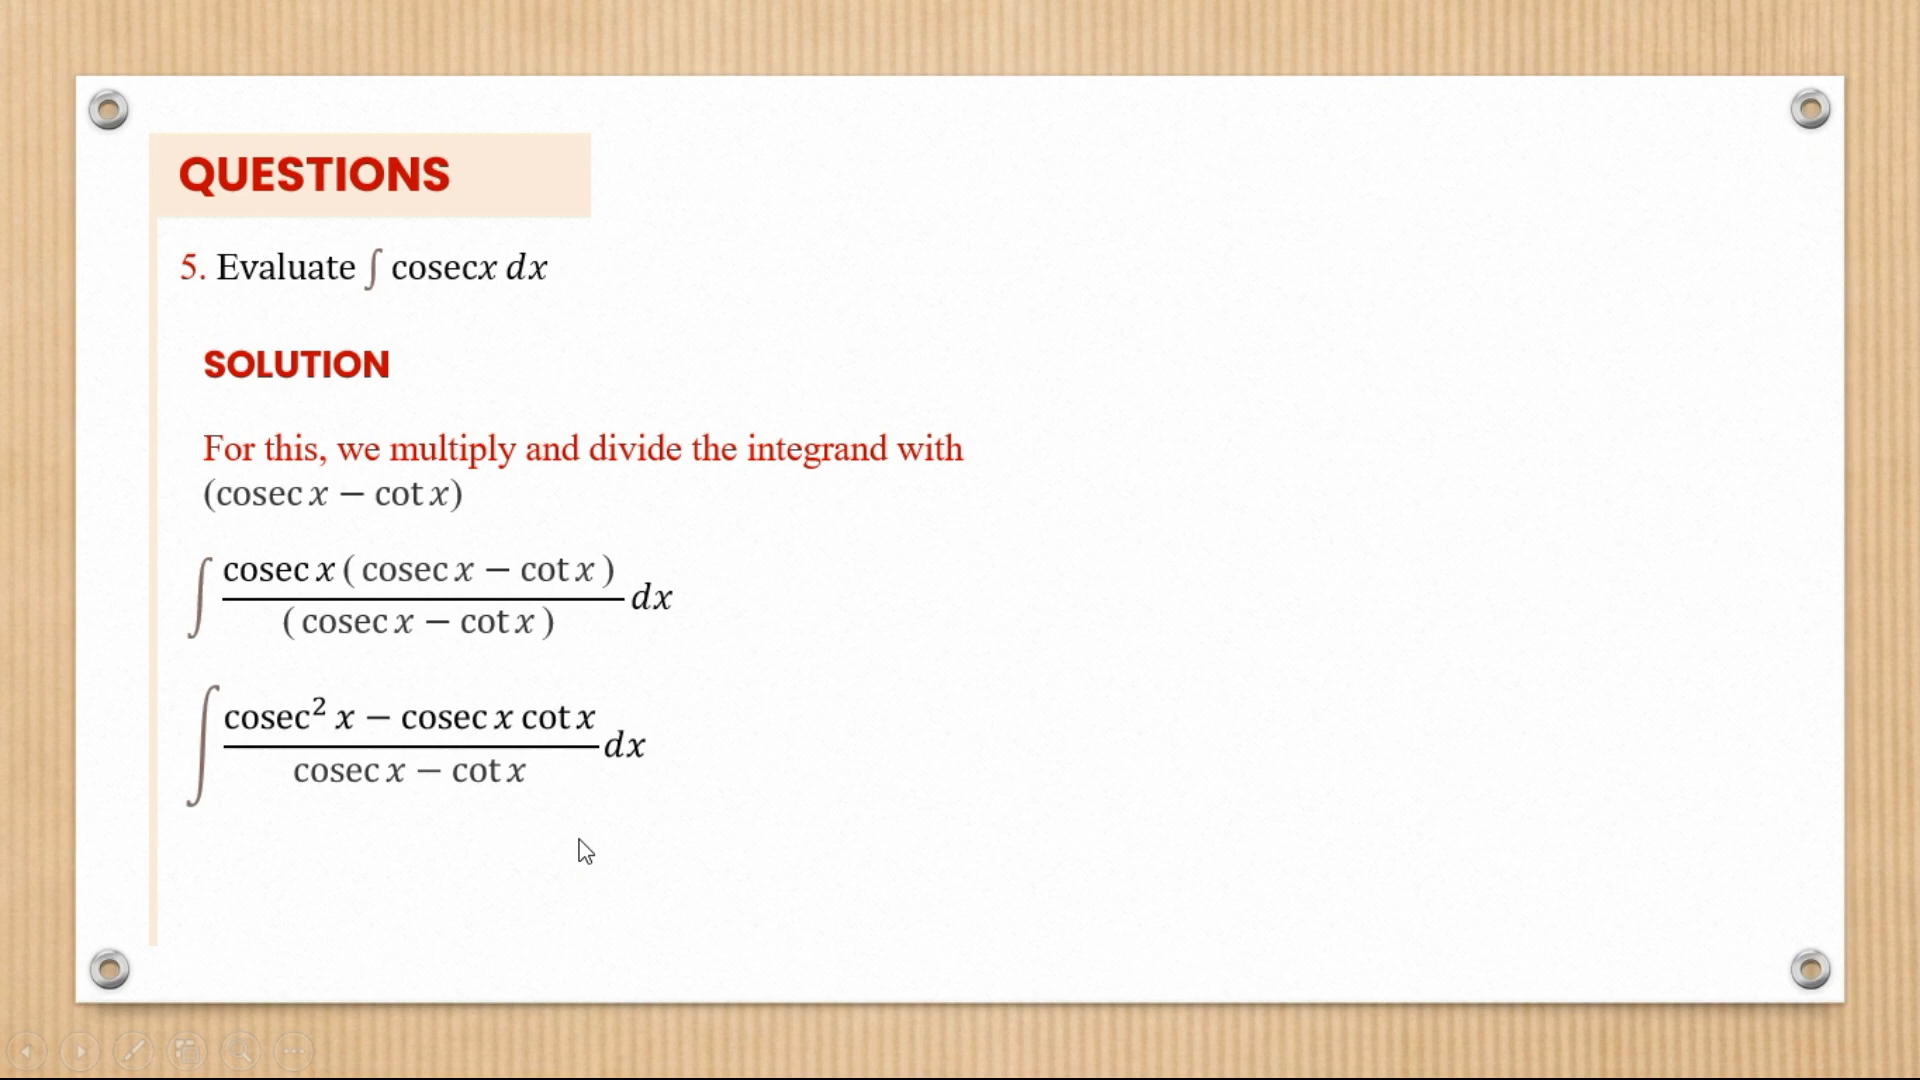 QUESTIONS
5. Evaluate ∫ cosecx dx
SOLUTION
For this, we multiply and divide the integrand with
(cosec x − cot x)
∫ cosec x ( cosec x − cot x ) / ( cosec x − cot x ) dx
∫ cosec² x − cosec x cot x / cosec x − cot x dx